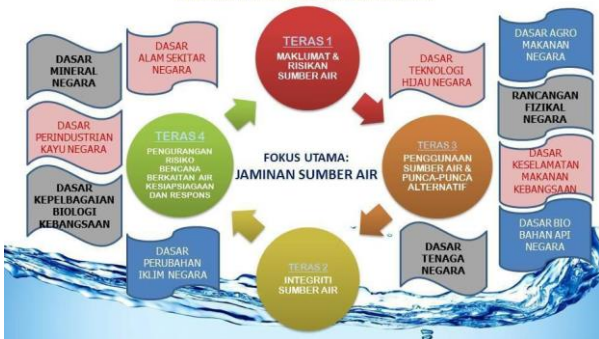 TERAS 1
MAKLUMAT &
RISIKAN
SUMBER AIR
DASAR
MINERAL
NEGARA
DASAR
ALAM SEKITAR
NEGARA
DASAR
PERINDUSTRIAN
KAYU NEGARA
DASAR
KEPELBAGAIAN
BIOLOGI
KEBANGSAAN
DASAR
PERUBAHAN
IKLIM NEGARA
TERAS 4
PENGURANGAN
RISIKO
BENCANA
BERKAITAN AIR
KESIAPSIAGAAN
DAN RESPONS
FOKUS UTAMA:
JAMINAN SUMBER AIR
TERAS 3
PENGGUNAAN
SUMBER AIR &
PUNCA-PUNCA
ALTERNATIF
TERAS 2
INTEGRITI
SUMBER AIR
DASAR
TEKNOLOGI
HIJAU NEGARA
DASAR AGRO
MAKANAN
NEGARA
RANCANGAN
FIZIKAL
NEGARA
DASAR
KESELAMATAN
MAKANAN
KEBANGSAAN
DASAR BIO
BAHAN API
NEGARA
DASAR
TENAGA
NEGARA